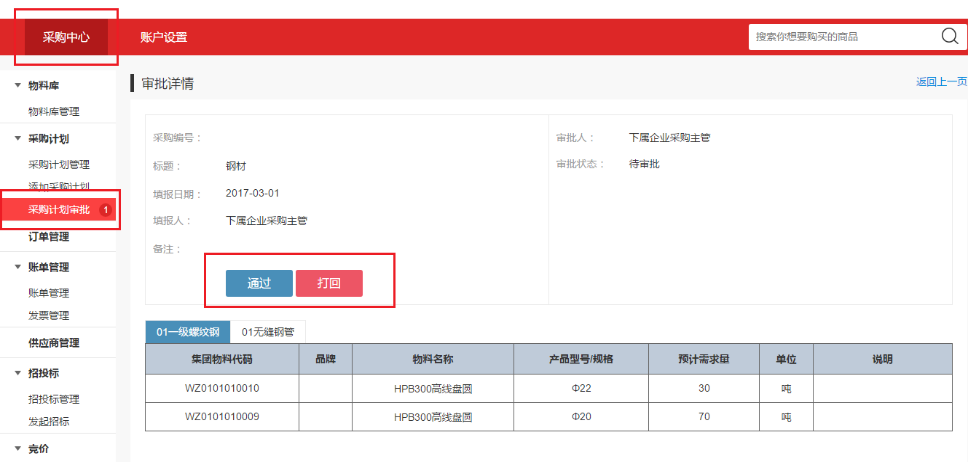 采购中心 账户设置 搜索你想要购买的商品
物料库
物料库管理
采购计划
采购计划管理
添加采购计划
采购计划审批 1
订单管理
账单管理
账单管理
发票管理
供应商管理
招投标
招投标管理
发起招标
竞价
审批详情 返回上一页
采购编号：
标题： 钢材
填报日期： 2017-03-01
填报人： 下属企业采购主管
备注：
审批人： 下属企业采购主管
审批状态： 待审批
通过 打回
01一级螺纹钢 01无缝钢管
集团物料代码 品牌 物料名称 产品型号/规格 预计需求量 单位 说明
WZ0101010010 HPB300高线盘圆 Φ22 30 吨
WZ0101010009 HPB300高线盘圆 Φ20 70 吨